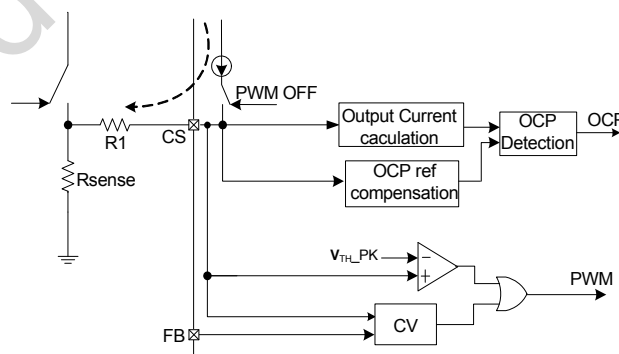 PWM OFF
Output Current
caculation
OCP
Detection
OCP
R1
CS
Rsense
OCP ref
compensation
VTH_PK
−
+
PWM
CV
FB